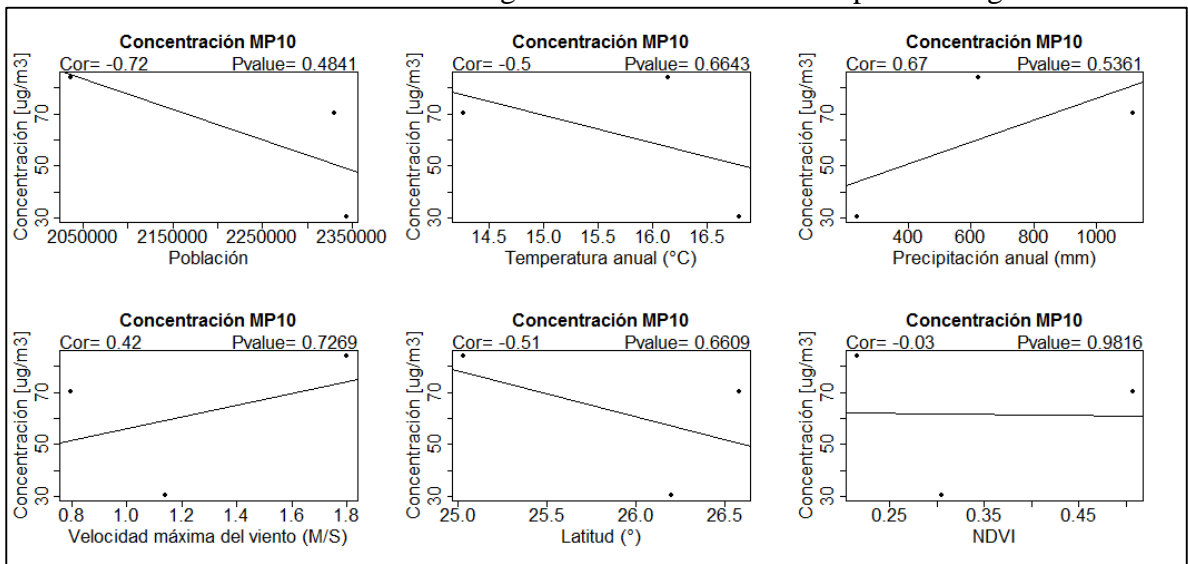 Concentración MP10
Cor= -0.72 Pvalue= 0.4841
Concentración [ug/m3]
30 50 70
2050000 2150000 2250000 2350000
Población
Concentración MP10
Cor= -0.5 Pvalue= 0.6643
Concentración [ug/m3]
30 50 70
14.5 15.0 15.5 16.0 16.5
Temperatura anual (°C)
Concentración MP10
Cor= 0.67 Pvalue= 0.5361
Concentración [ug/m3]
30 50 70
400 600 800 1000
Precipitación anual (mm)
Concentración MP10
Cor= 0.42 Pvalue= 0.7269
Concentración [ug/m3]
30 50 70
0.8 1.0 1.2 1.4 1.6 1.8
Velocidad máxima del viento (M/S)
Concentración MP10
Cor= -0.51 Pvalue= 0.6609
Concentración [ug/m3]
30 50 70
25.0 25.5 26.0 26.5
Latitud (°)
Concentración MP10
Cor= -0.03 Pvalue= 0.9816
Concentración [ug/m3]
30 50 70
0.25 0.35 0.45
NDVI